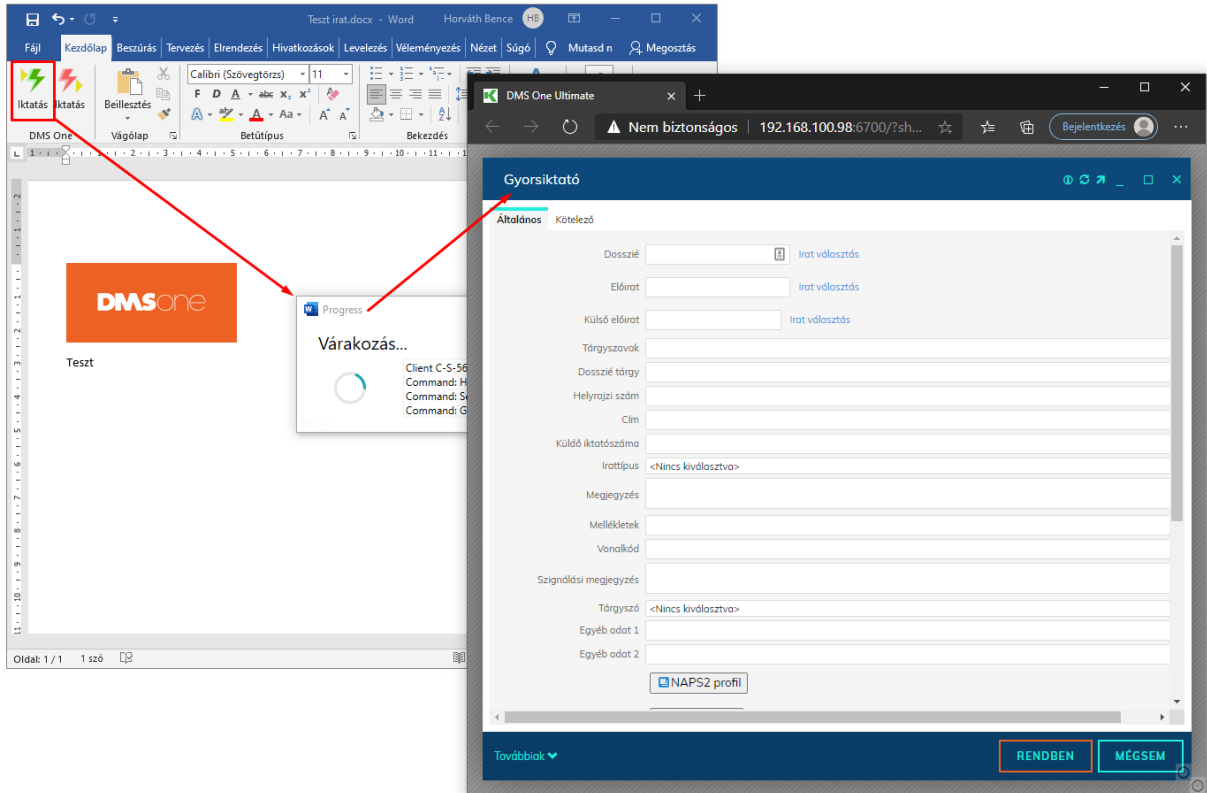 Teszt irat.docx - Word
Horváth Bence
HB
Fájl Kezdőlap Beszúrás Tervezés Elrendezés Hivatkozások Levelezés Véleményezés Nézet Súgó Mutasd n Megosztás
Iktatás Iktatás
Beillesztés
Calibri (Szövegtörzs) 11
F D A abc X₂ X²
A A Aa A A
DMS One Vágólap Betűtípus Bekezdés
DMSone
Teszt
Progress
Várakozás...
Client C-S-56
Command: H
Command: Se
Command: G
Oldal: 1 / 1 1 szó
DMS One Ultimate
Nem biztonságos 192.168.100.98:6700/?sh...
Bejelentkezés
Gyorsiktató
Általános Kötelező
Dosszié Irat választás
Előirat Irat választás
Külső előirat Irat választás
Tárgyszavak
Dosszié tárgy
Helyrajzi szám
Cím
Küldő iktatószáma
Irattípus <Nincs kiválasztva>
Megjegyzés
Mellékletek
Vonalkód
Szignálási megjegyzés
Tárgyszó <Nincs kiválasztva>
Egyéb adat 1
Egyéb adat 2
NAPS2 profil
Továbbiak
RENDBEN MÉGSEM